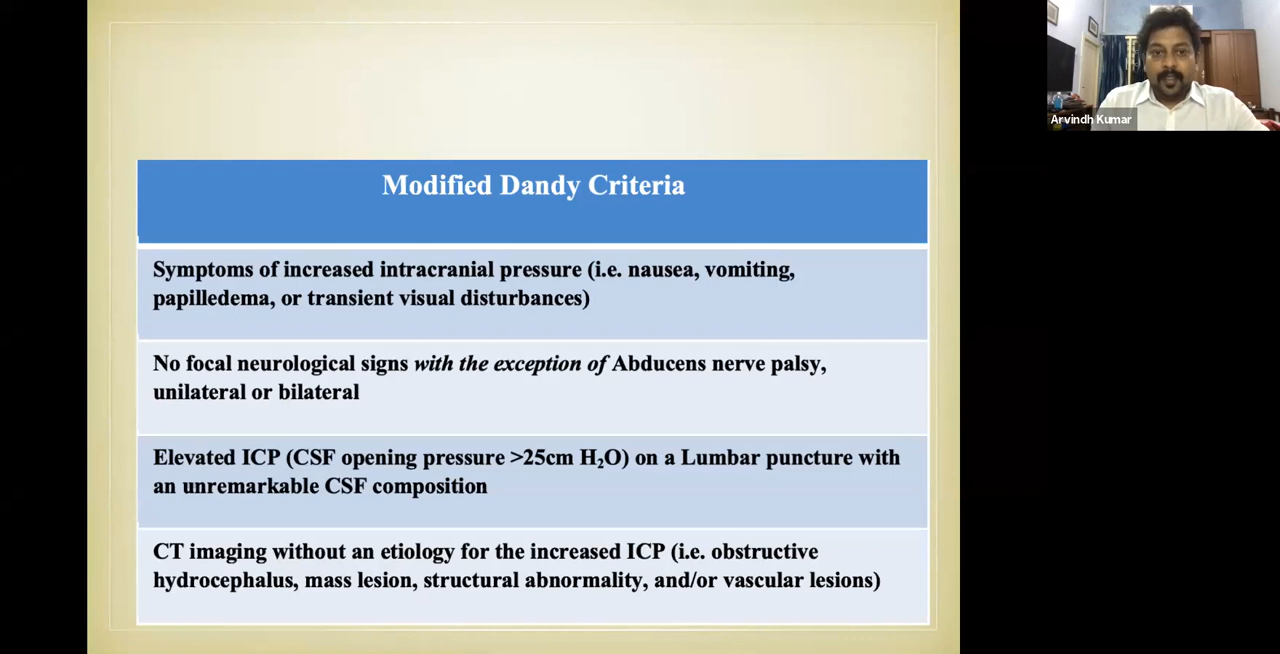 Modified Dandy Criteria
Symptoms of increased intracranial pressure (i.e. nausea, vomiting,
papilledema, or transient visual disturbances)
No focal neurological signs with the exception of Abducens nerve palsy,
unilateral or bilateral
Elevated ICP (CSF opening pressure >25cm H₂O) on a Lumbar puncture with
an unremarkable CSF composition
CT imaging without an etiology for the increased ICP (i.e. obstructive
hydrocephalus, mass lesion, structural abnormality, and/or vascular lesions)
Arvindh Kumar